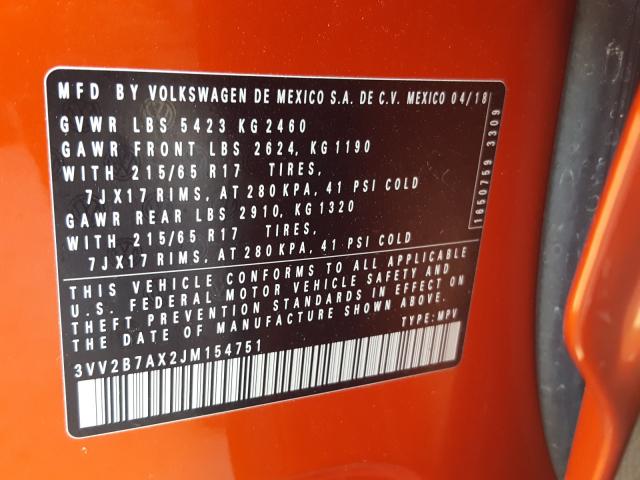 MFD BY VOLKSWAGEN DE MEXICO S.A. DE C.V. MEXICO 04/18
GVWR LBS 5423 KG 2460
GAWR FRONT LBS 2624, KG 1190
WITH 215/65 R17 TIRES,
7JX17 RIMS, AT 280 KPA, 41 PSI COLD
GAWR REAR LBS 2910, KG 1320
WITH 215/65 R17 TIRES,
7JX17 RIMS, AT 280 KPA, 41 PSI COLD
THIS VEHICLE CONFORMS TO ALL APPLICABLE
U.S. FEDERAL MOTOR VEHICLE SAFETY AND
THEFT PREVENTION STANDARDS IN EFFECT ON
THE DATE OF MANUFACTURE SHOWN ABOVE.
3VV2B7AX2JM154751 TYPE: MPV
1650759 3309